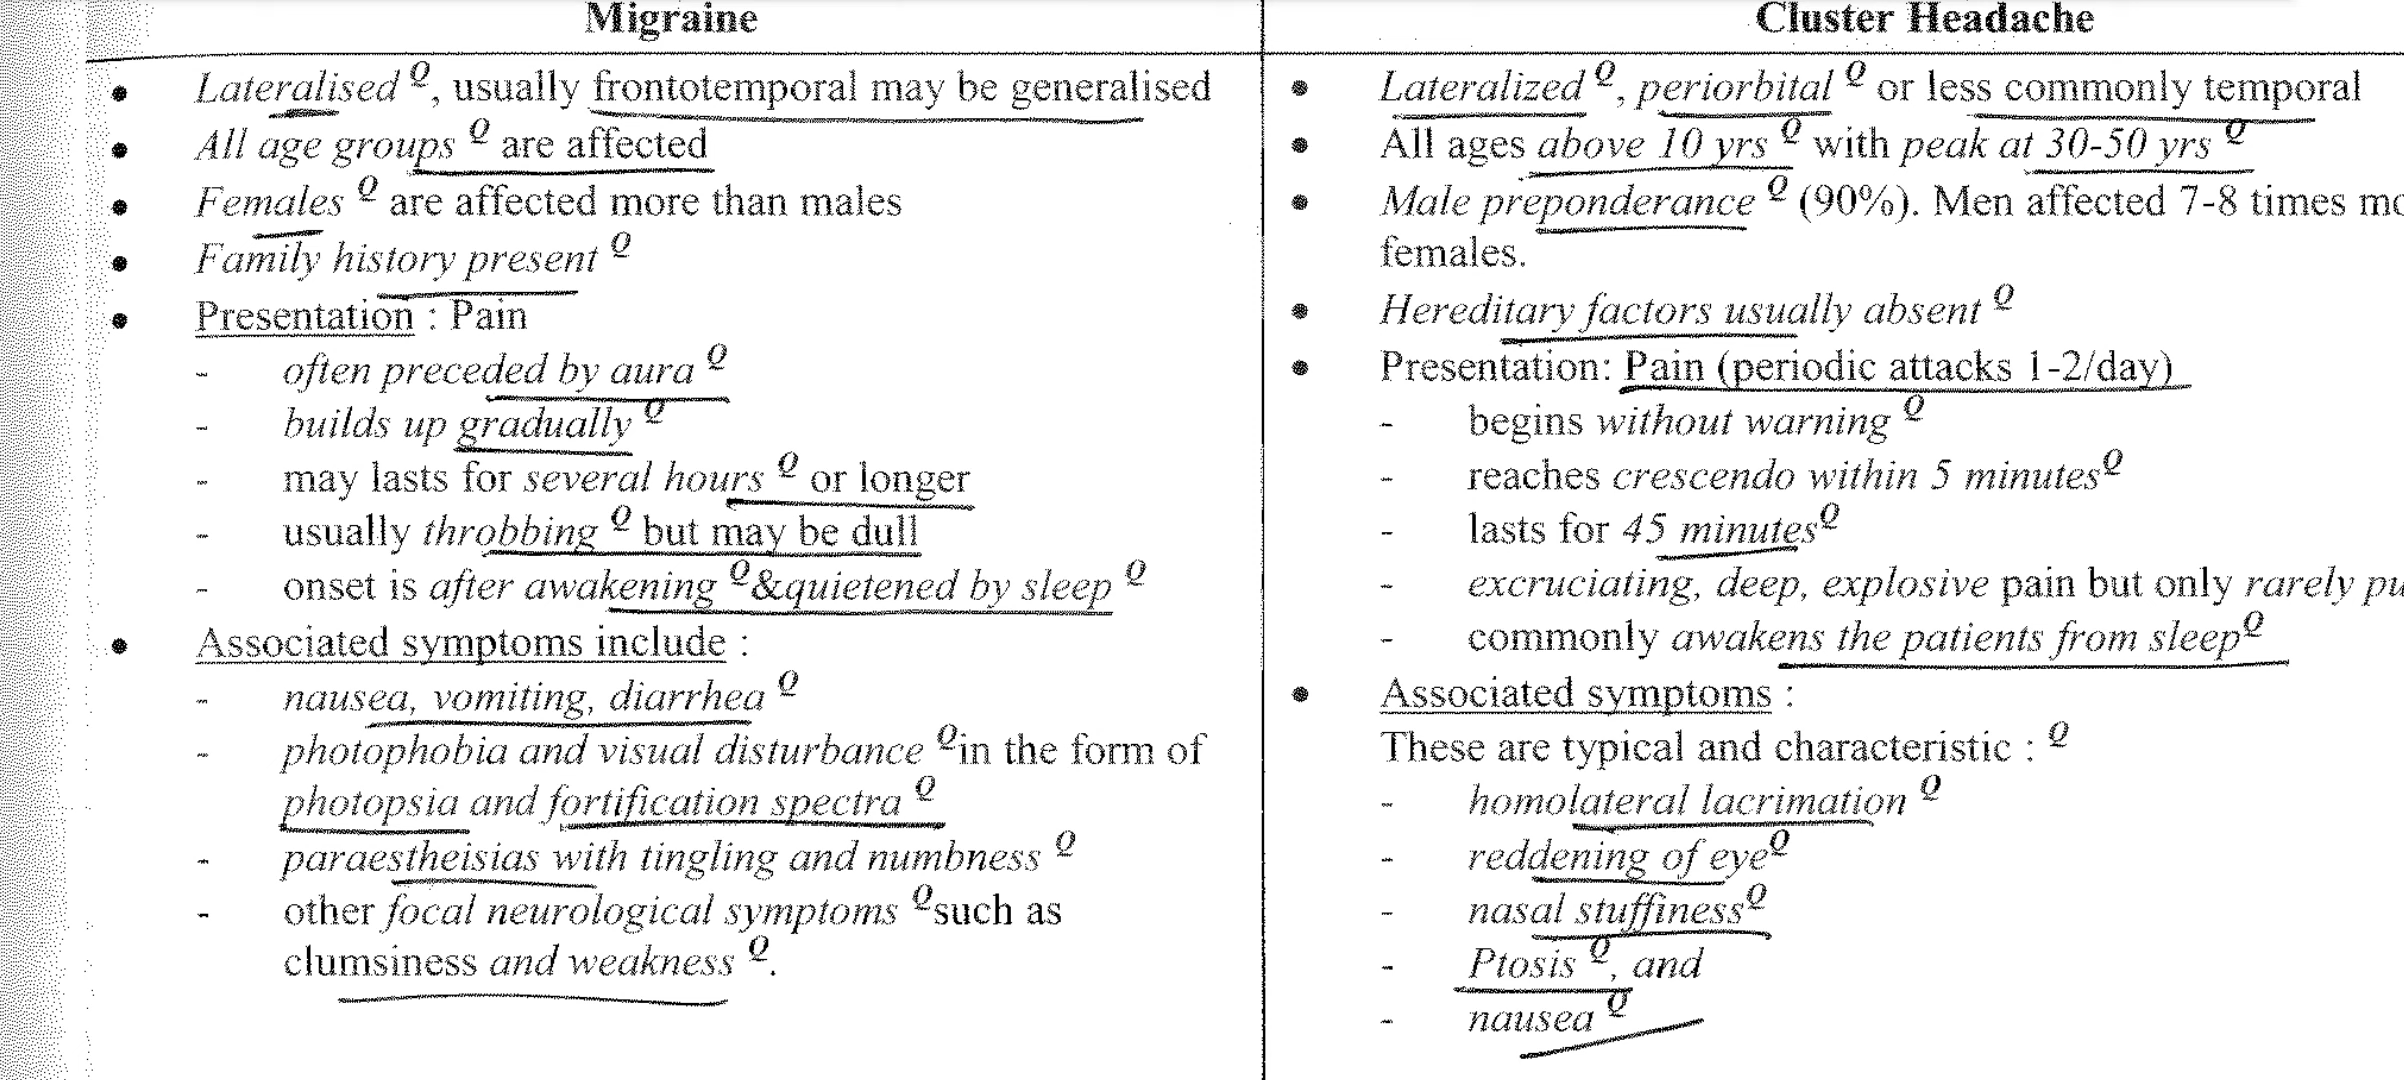 Migraine
Lateralised Q, usually frontotemporal may be generalised
All age groups Q are affected
Females Q are affected more than males
Family history present Q
Presentation : Pain
- often preceded by aura Q
- builds up gradually Q
- may lasts for several hours Q or longer
- usually throbbing Q but may be dull
- onset is after awakening Q &quietened by sleep Q
Associated symptoms include :
- nausea, vomiting, diarrhea Q
- photophobia and visual disturbance Q in the form of
photopsia and fortification spectra Q
- paraestheisias with tingling and numbness Q
- other focal neurological symptoms Q such as
clumsiness and weakness Q.
Cluster Headache
Lateralized Q, periorbital Q or less commonly temporal
All ages above 10 yrs Q with peak at 30-50 yrs Q
Male preponderance Q (90%). Men affected 7-8 times
females.
Hereditary factors usually absent Q
Presentation: Pain (periodic attacks 1-2/day)
- begins without warning Q
- reaches crescendo within 5 minutes Q
- lasts for 45 minutes Q
- excruciating, deep, explosive pain but only rarely
- commonly awakens the patients from sleep Q
Associated symptoms :
These are typical and characteristic : Q
- homolateral lacrimation Q
- reddening of eye Q
- nasal stuffiness Q
- Ptosis Q, and
- nausea Q